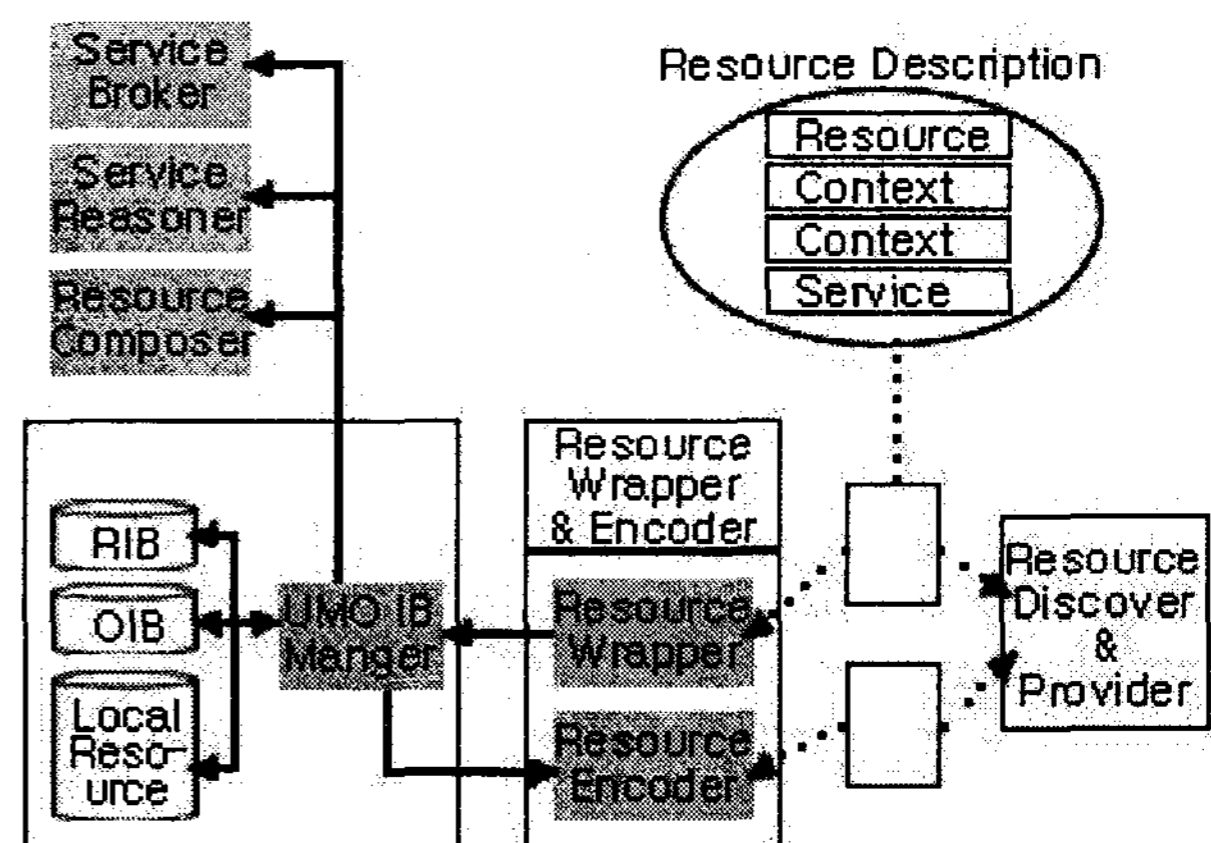 Service
Broker
Service
Reasoner
Resource
Composer
Resource Description
Resource
Context
Context
Service
RIB
OIB
Local
Reso-
urce
UMO IB
Manger
Resource
Wrapper
& Encoder
Resource
Wrapper
Resource
Encoder
Resource
Discover
&
Provider